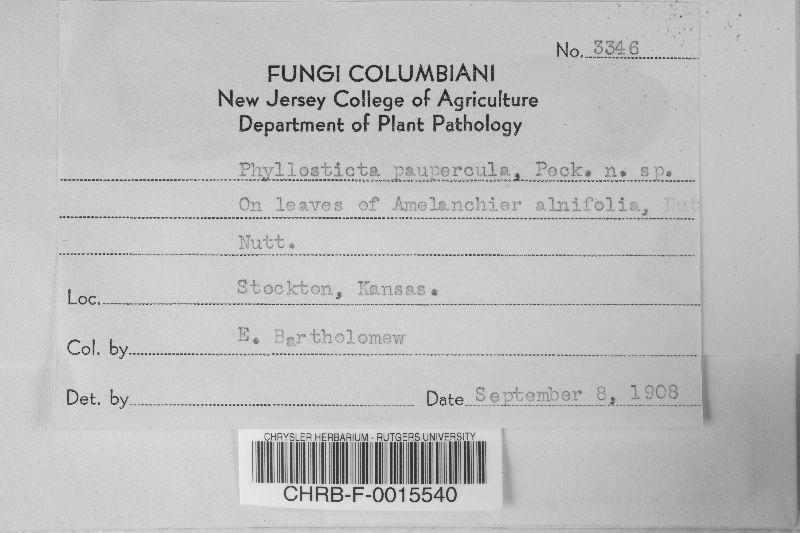 No. 3346
FUNGI COLUMBIANI
New Jersey College of Agriculture
Department of Plant Pathology
Phyllosticta paupercula, Peck. n. sp.
On leaves of Amelanchier alnifolia, Nut
Nutt.
Loc. Stockton, Kansas.
Col. by E. Bartholomew
Det. by Date September 8, 1908
CHRYSLER HERBARIUM - RUTGERS UNIVERSITY
CHRB-F-0015540